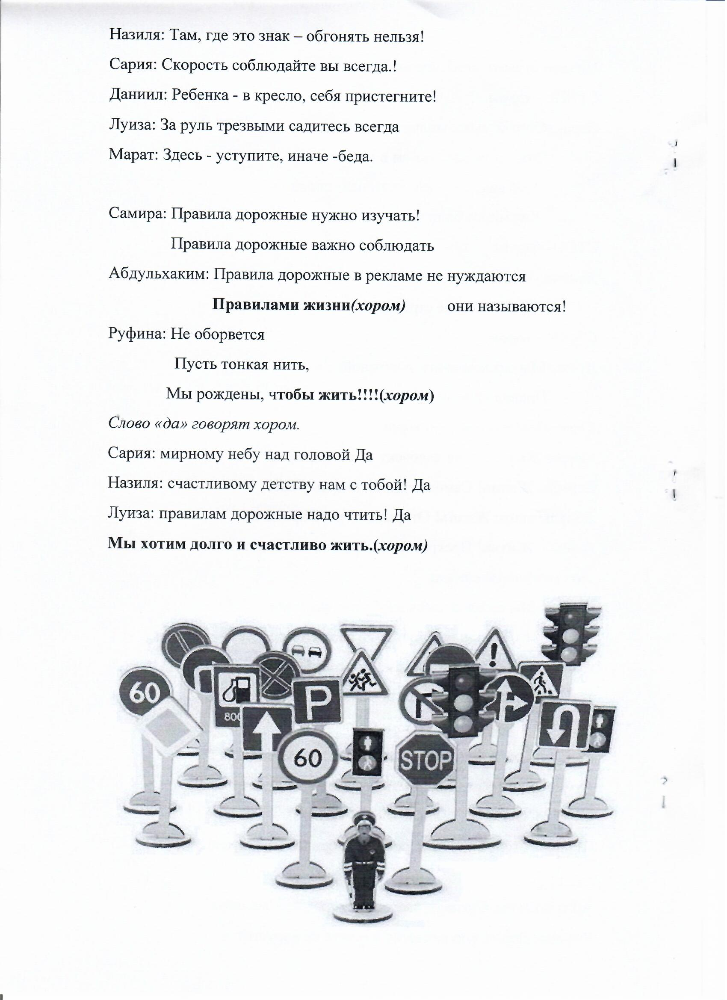 Назиля: Там, где это знак – обгонять нельзя!
Сария: Скорость соблюдайте вы всегда.!
Даниил: Ребенка - в кресло, себя пристегните!
Луиза: За руль трезвыми садитесь всегда
Марат: Здесь - уступите, иначе -беда.
Самира: Правила дорожные нужно изучать!
Правила дорожные важно соблюдать
Абдульхаким: Правила дорожные в рекламе не нуждаются
Правилами жизни(хором) они называются!
Руфина: Не оборвется
Пусть тонкая нить,
Мы рождены, чтобы жить!!!!(хором)
Слово «да» говорят хором.
Сария: мирному небу над головой Да
Назиля: счастливому детству нам с тобой! Да
Луиза: правилам дорожные надо чтить! Да
Мы хотим долго и счастливо жить.(хором)
60
P
60
STOP